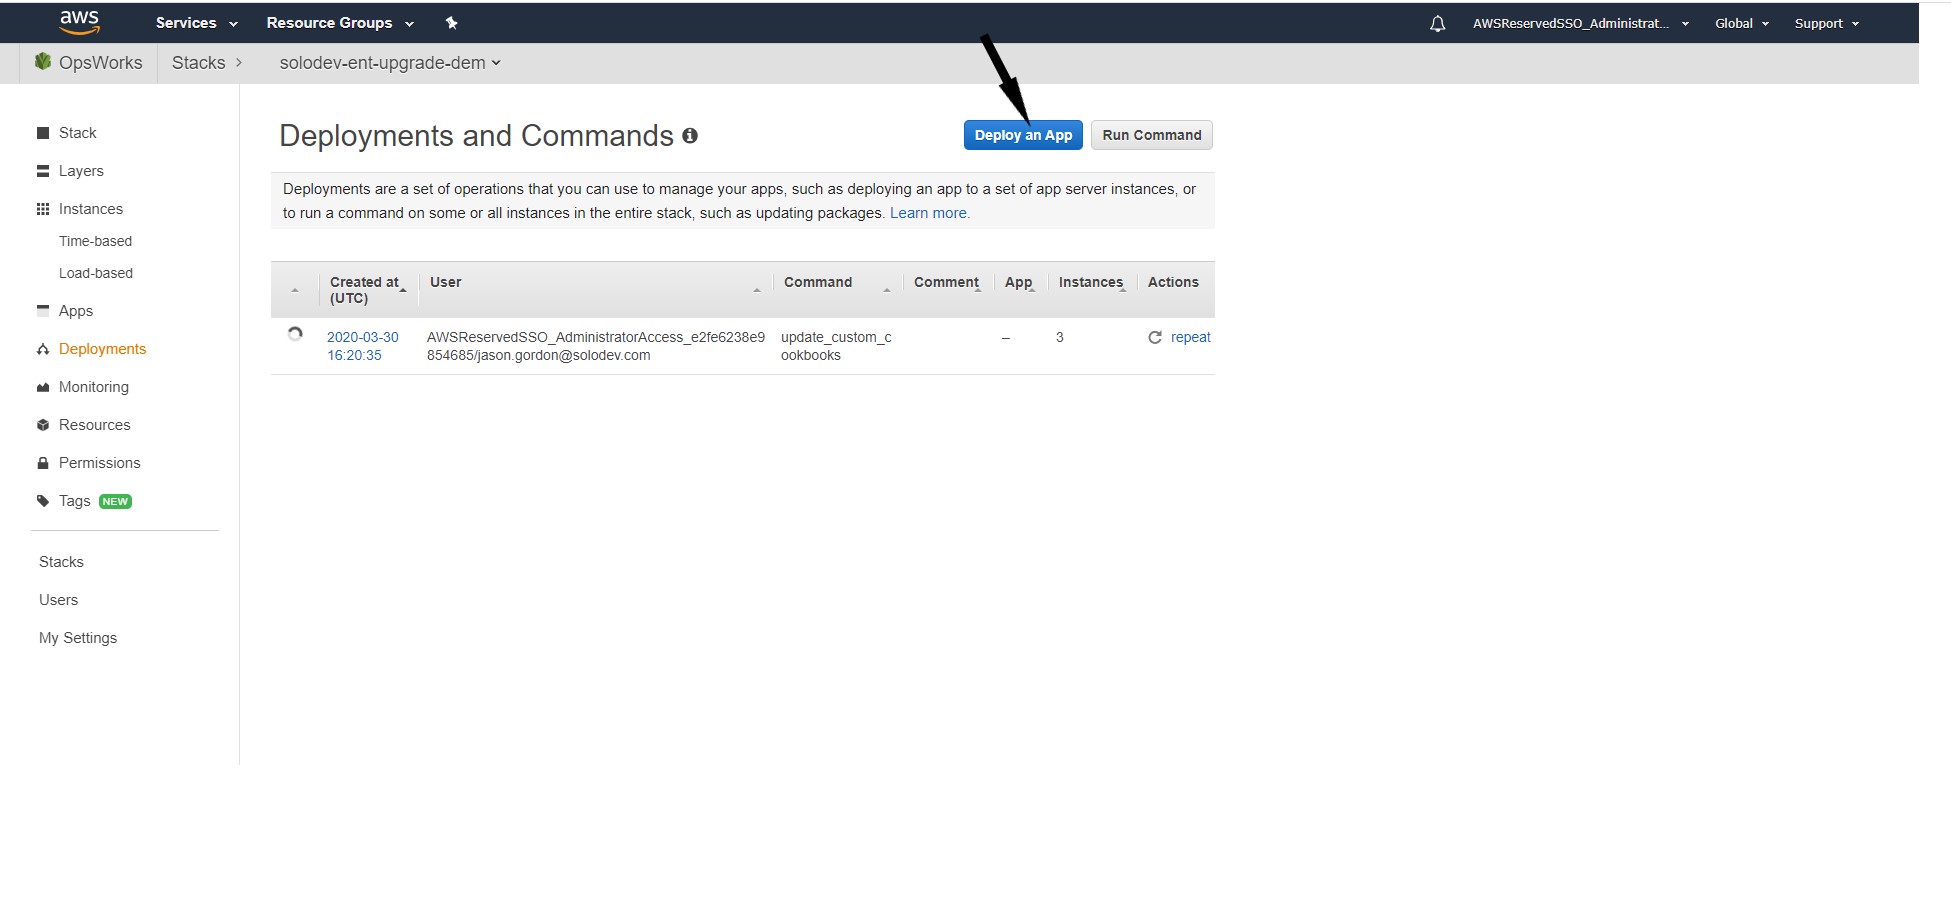 aws Services Resource Groups AWSReservedSSO_Administrat... Global Support
OpsWorks Stacks solodev-ent-upgrade-dem
Stack
Layers
Instances
Time-based
Load-based
Apps
Deployments
Monitoring
Resources
Permissions
Tags NEW
Stacks
Users
My Settings
Deployments and Commands
Deploy an App Run Command
Deployments are a set of operations that you can use to manage your apps, such as deploying an app to a set of app server instances, or
to run a command on some or all instances in the entire stack, such as updating packages. Learn more.
Created at User Command Comment App Instances Actions
(UTC)
2020-03-30 AWSReservedSSO_AdministratorAccess_e2fe6238e9 update_custom_c – 3 repeat
16:20:35 854685/jason.gordon@solodev.com ookbooks